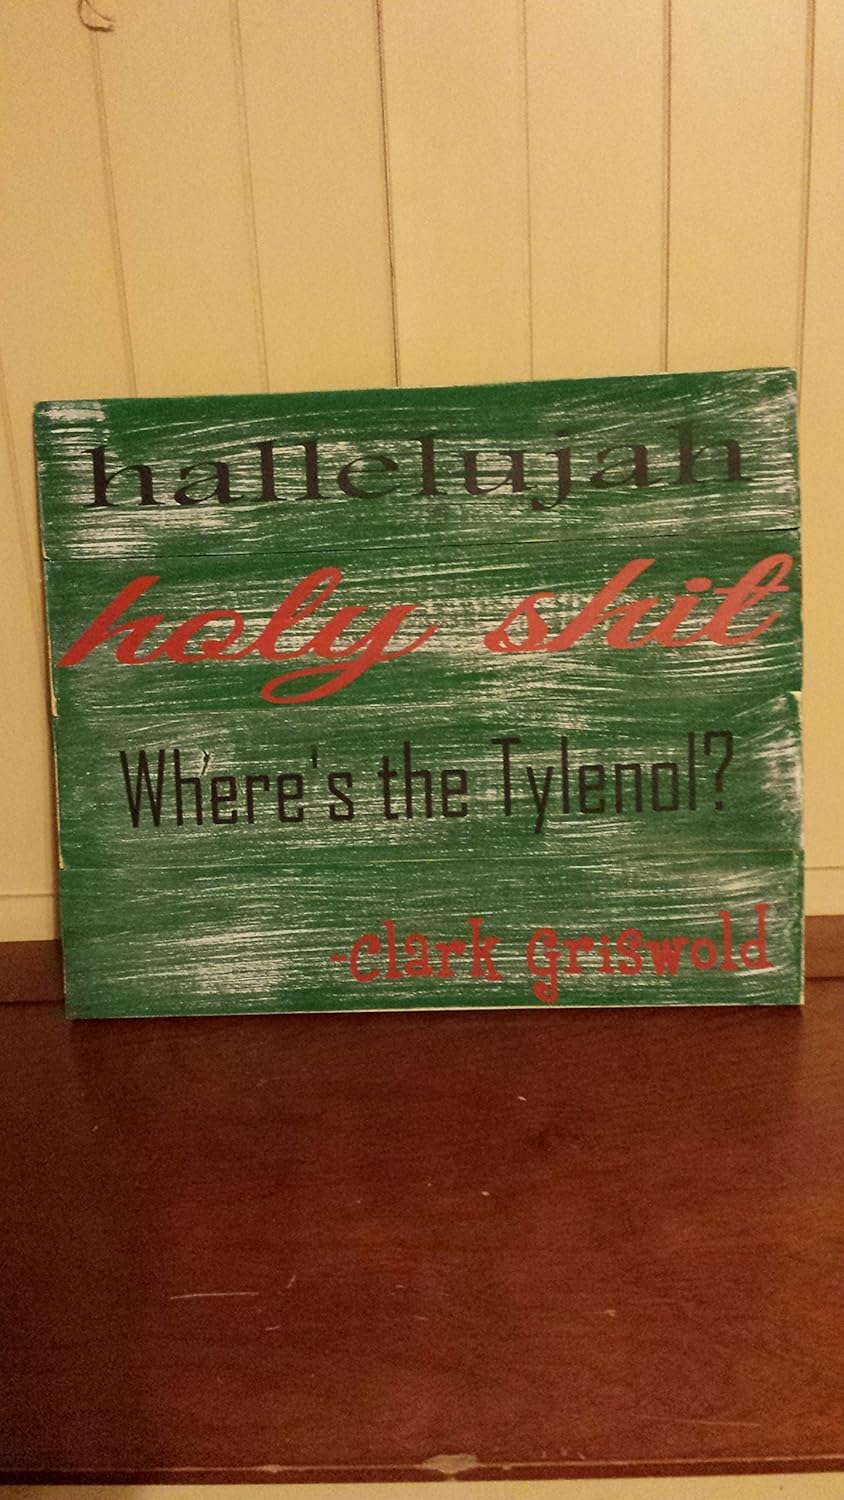 hallelujah
holy shit
Where's the Tylenol?
-Clark Griswold